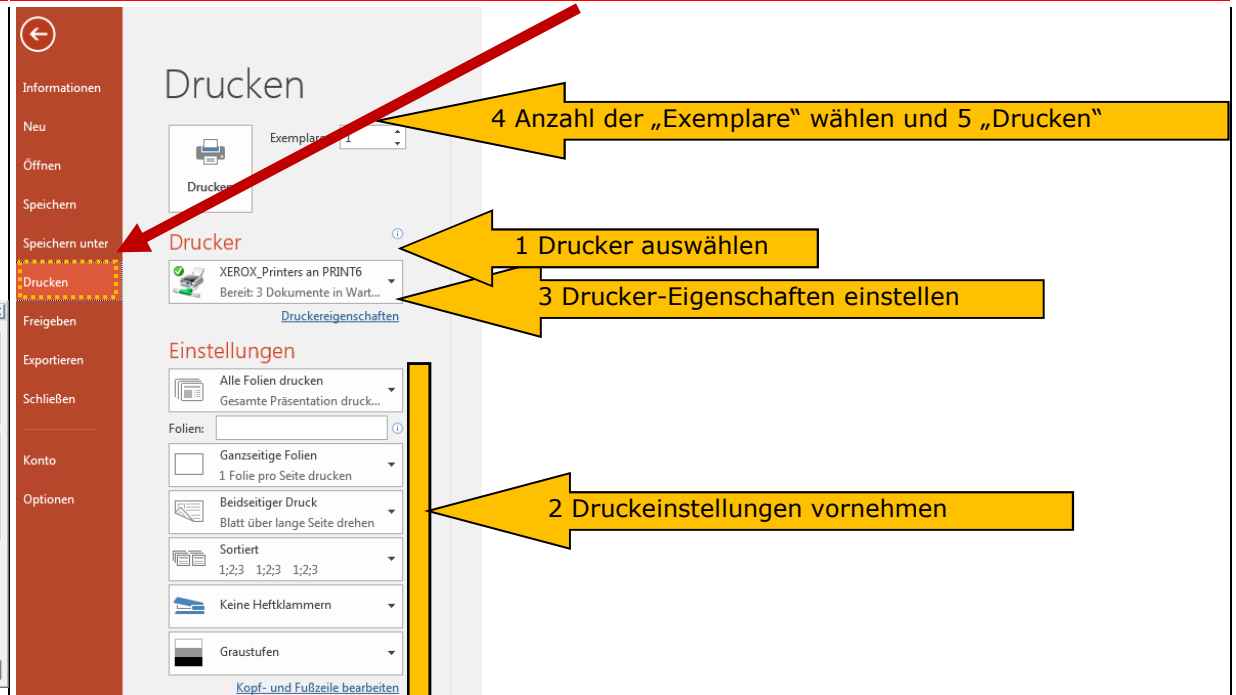 Informationen
Neu
Öffnen
Speichern
Speichern unter
Drucken
Freigeben
Exportieren
Schließen
Konto
Optionen
Drucken
Exemplare: 1
Drucken
4 Anzahl der „Exemplare“ wählen und 5 „Drucken“
Drucker
1 Drucker auswählen
XEROX_Printers an PRINT6
Bereit: 3 Dokumente in Wart...
3 Drucker-Eigenschaften einstellen
Druckereigenschaften
Einstellungen
Alle Folien drucken
Gesamte Präsentation druck...
Folien:
Ganzseitige Folien
1 Folie pro Seite drucken
Beidseitiger Druck
Blatt über lange Seite drehen
2 Druckeinstellungen vornehmen
Sortiert
1;2;3 1;2;3 1;2;3
Keine Heftklammern
Graustufen
Kopf- und Fußzeile bearbeiten